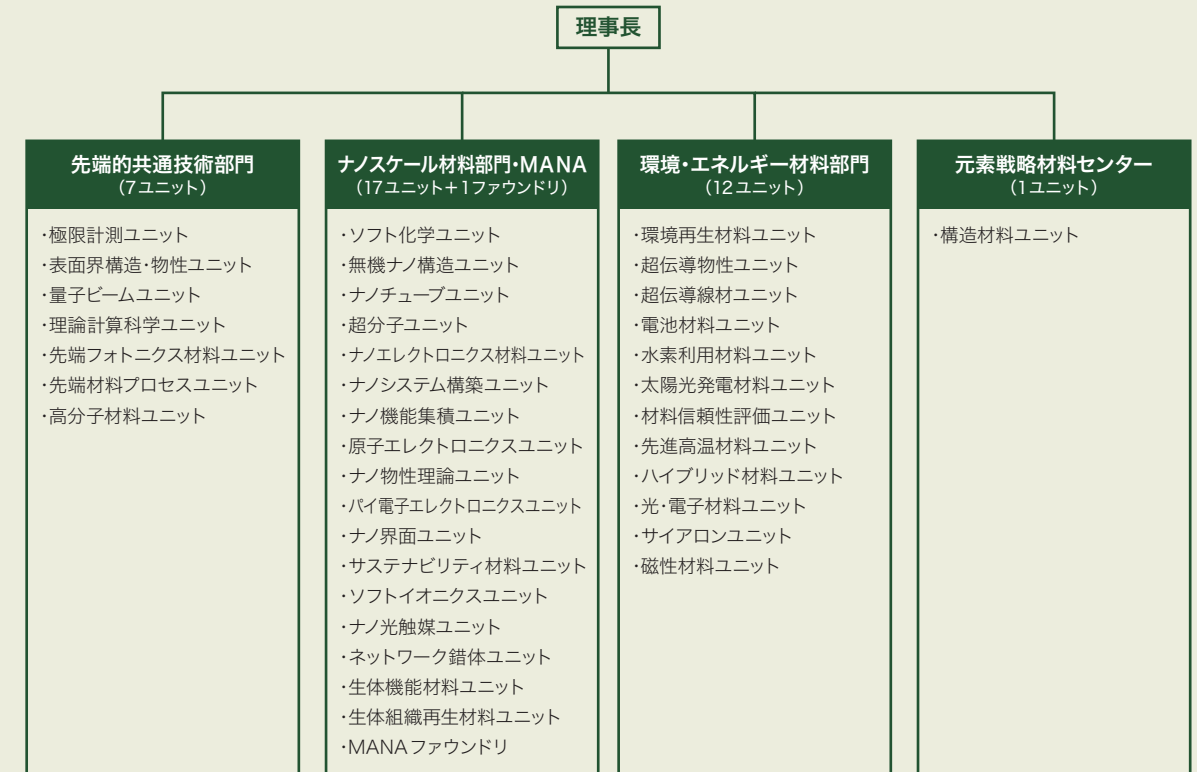 理事長
先端的共通技術部門
（7ユニット）
・極限計測ユニット
・表面界構造・物性ユニット
・量子ビームユニット
・理論計算科学ユニット
・先端フォトニクス材料ユニット
・先端材料プロセスユニット
・高分子材料ユニット
ナノスケール材料部門・MANA
（17ユニット＋1ファウンドリ）
・ソフト化学ユニット
・無機ナノ構造ユニット
・ナノチューブユニット
・超分子ユニット
・ナノエレクトロニクス材料ユニット
・ナノシステム構築ユニット
・ナノ機能集積ユニット
・原子エレクトロニクスユニット
・ナノ物性理論ユニット
・パイ電子エレクトロニクスユニット
・ナノ界面ユニット
・サステナビリティ材料ユニット
・ソフトイオニクスユニット
・ナノ光触媒ユニット
・ネットワーク錯体ユニット
・生体機能材料ユニット
・生体組織再生材料ユニット
・MANAファウンドリ
環境・エネルギー材料部門
（12ユニット）
・環境再生材料ユニット
・超伝導物性ユニット
・超伝導線材ユニット
・電池材料ユニット
・水素利用材料ユニット
・太陽光発電材料ユニット
・材料信頼性評価ユニット
・先進高温材料ユニット
・ハイブリッド材料ユニット
・光・電子材料ユニット
・サイアロンユニット
・磁性材料ユニット
元素戦略材料センター
（1ユニット）
・構造材料ユニット